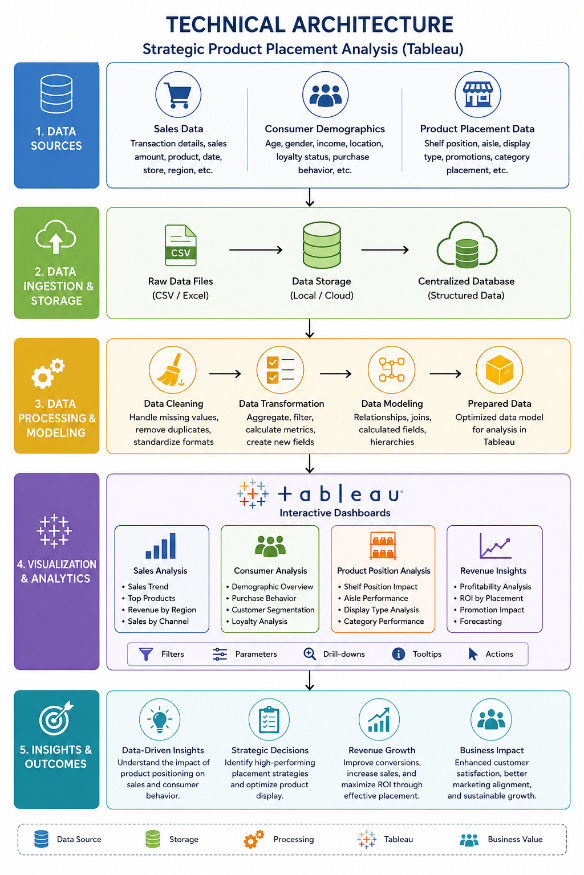 TECHNICAL ARCHITECTURE
Strategic Product Placement Analysis (Tableau)
1. DATA
SOURCES
Sales Data
Transaction details, sales
amount, product, date,
store, region, etc.
Consumer Demographics
Age, gender, income, location,
loyalty status, purchase
behavior, etc.
Product Placement Data
Shelf position, aisle, display
type, promotions, category
placement, etc.
2. DATA
INGESTION &
STORAGE
CSV
Raw Data Files
(CSV / Excel)
Data Storage
(Local / Cloud)
Centralized Database
(Structured Data)
3. DATA
PROCESSING &
MODELING
Data Cleaning
Handle missing values,
remove duplicates,
standardize formats
Data Transformation
Aggregate, filter,
calculate metrics,
create new fields
Data Modeling
Relationships, joins,
calculated fields,
hierarchies
Prepared Data
Optimized data model
for analysis in
Tableau
4. VISUALIZATION
& ANALYTICS
+ableau
Interactive Dashboards
Sales Analysis
• Sales Trend
• Top Products
• Revenue by Region
• Sales by Channel
Consumer Analysis
• Demographic Overview
• Purchase Behavior
• Customer Segmentation
• Loyalty Analysis
Product Position Analysis
• Shelf Position Impact
• Aisle Performance
• Display Type Analysis
• Category Performance
Revenue Insights
• Profitability Analysis
• ROI by Placement
• Promotion Impact
• Forecasting
Filters
Parameters
Drill-downs
Tooltips
Actions
5. INSIGHTS &
OUTCOMES
Data-Driven Insights
Understand the impact of
product positioning on
sales and consumer
behavior.
Strategic Decisions
Identify high-performing
placement strategies
and optimize product
display.
Revenue Growth
Improve conversions,
increase sales, and
maximize ROI through
effective placement.
Business Impact
Enhanced customer
satisfaction, better
marketing alignment,
and sustainable growth.
Data Source
Storage
Processing
Tableau
Business Value